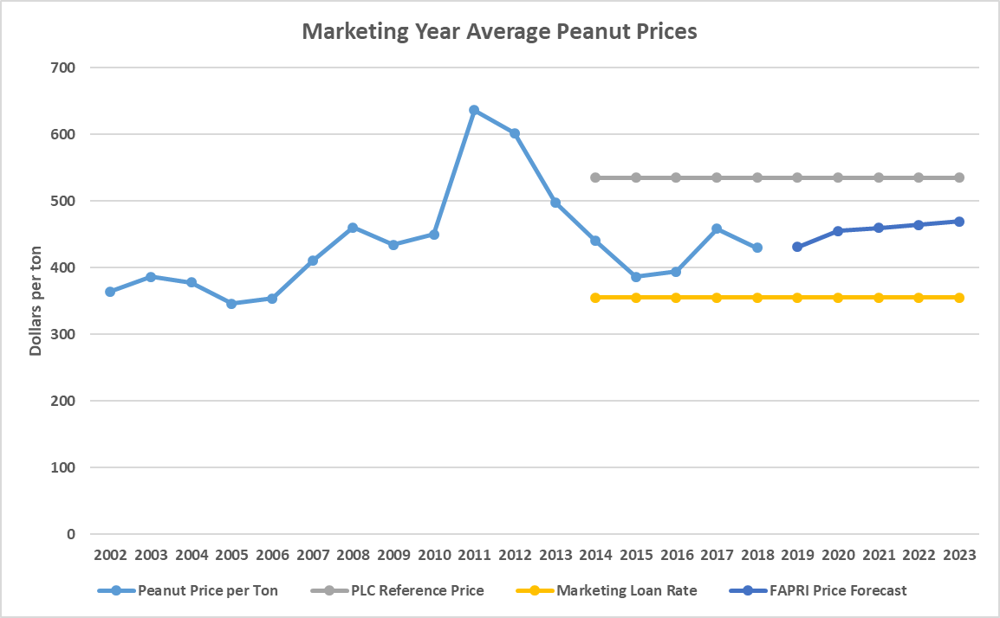 Marketing Year Average Peanut Prices
700
600
500
400
300
200
100
0
Dollars per ton
2002 2003 2004 2005 2006 2007 2008 2009 2010 2011 2012 2013 2014 2015 2016 2017 2018 2019 2020 2021 2022 2023
Peanut Price per Ton PLC Reference Price Marketing Loan Rate FAPRI Price Forecast